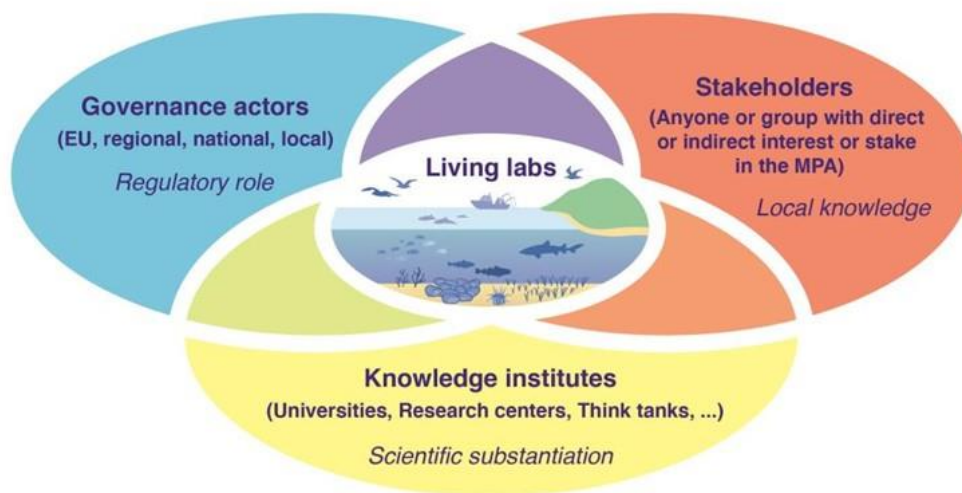 Governance actors
(EU, regional, national, local)
Regulatory role
Stakeholders
(Anyone or group with direct
or indirect interest or stake
in the MPA)
Local knowledge
Living labs
Knowledge institutes
(Universities, Research centers, Think tanks, ...)
Scientific substantiation